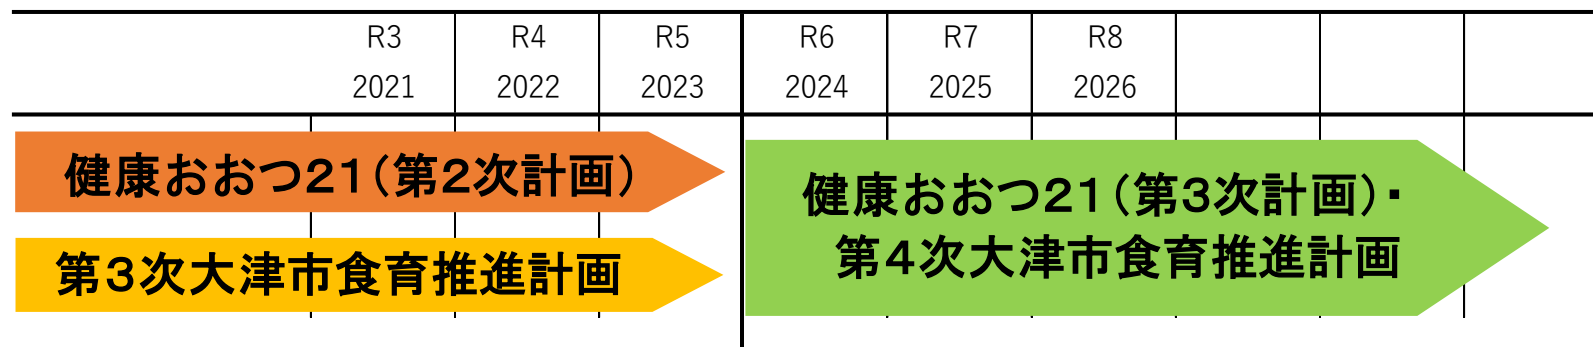 R3 R4 R5 R6 R7 R8
2021 2022 2023 2024 2025 2026
健康おおつ21(第2次計画)
第3次大津市食育推進計画
健康おおつ21(第3次計画)・
第4次大津市食育推進計画